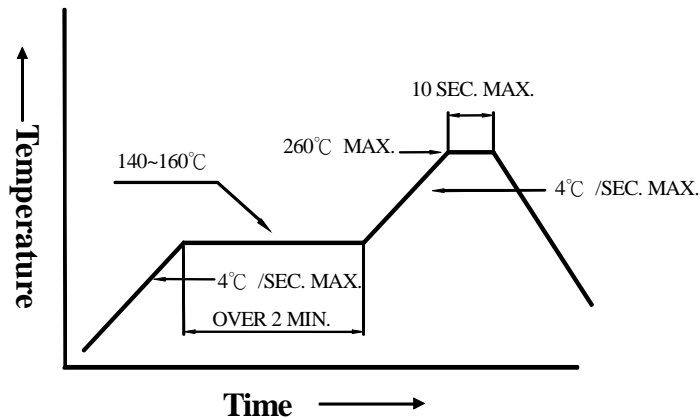 10 SEC. MAX.
260℃ MAX.
140~160℃
4℃ /SEC. MAX.
4℃ /SEC. MAX.
OVER 2 MIN.
Temperature
Time